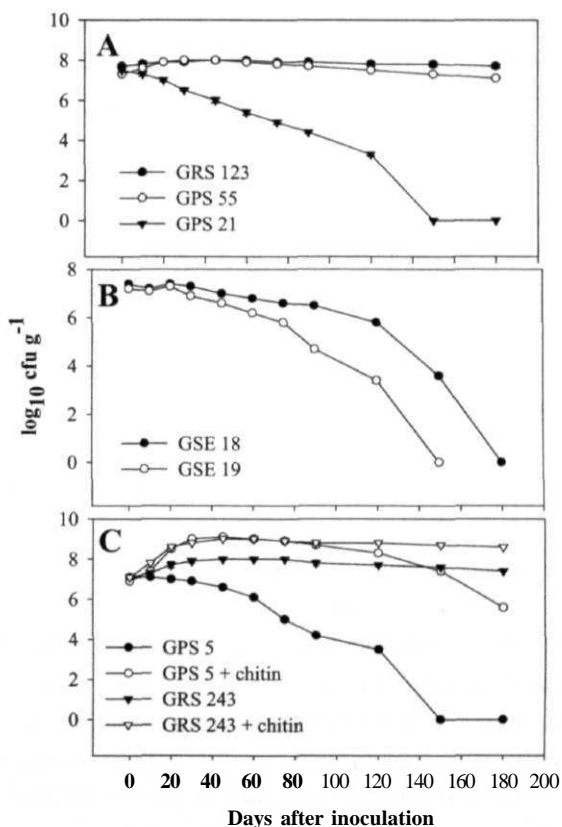 10
A
8
6
4
GRS 123
2
GPS 55
0
GPS 21
8
B
6
4
2
GSE 18
0
GSE 19
log10 cfu g-1
10
C
8
6
GPS 5
4
GPS 5 + chitin
2
GRS 243
0
GRS 243 + chitin
0 20 40 60 80 100 120 140 160 180 200
Days after inoculation